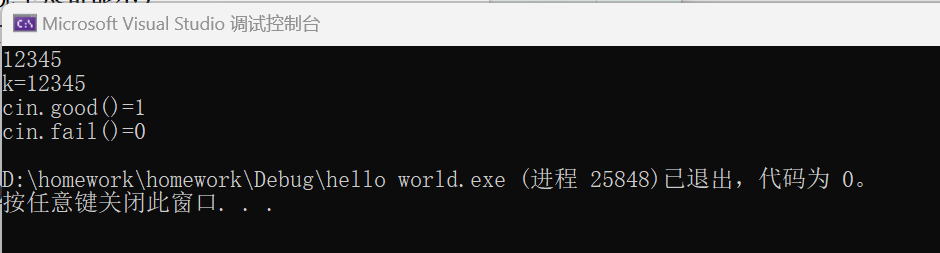 Microsoft Visual Studio 调试控制台
12345
k=12345
cin.good()=1
cin.fail()=0
D:\homework\homework\Debug\hello world.exe (进程 25848)已退出，代码为 0。
按任意键关闭此窗口. . .